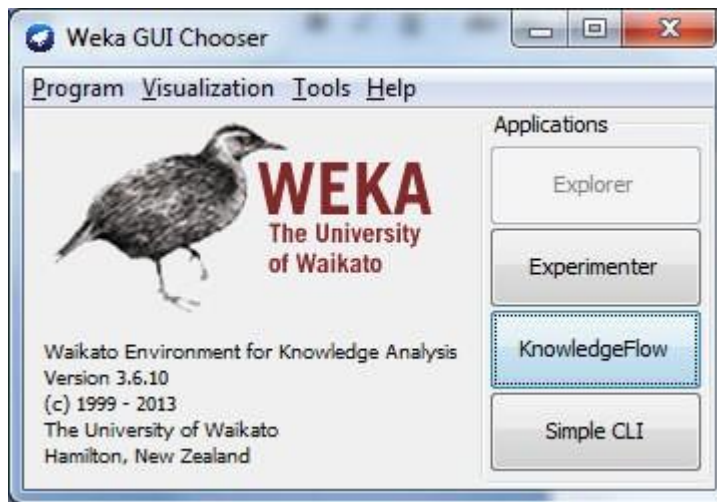 Weka GUI Chooser
Program Visualization Tools Help
WEKA
The University
of Waikato
Waikato Environment for Knowledge Analysis
Version 3.6.10
(c) 1999 - 2013
The University of Waikato
Hamilton, New Zealand
Applications
Explorer
Experimenter
KnowledgeFlow
Simple CLI